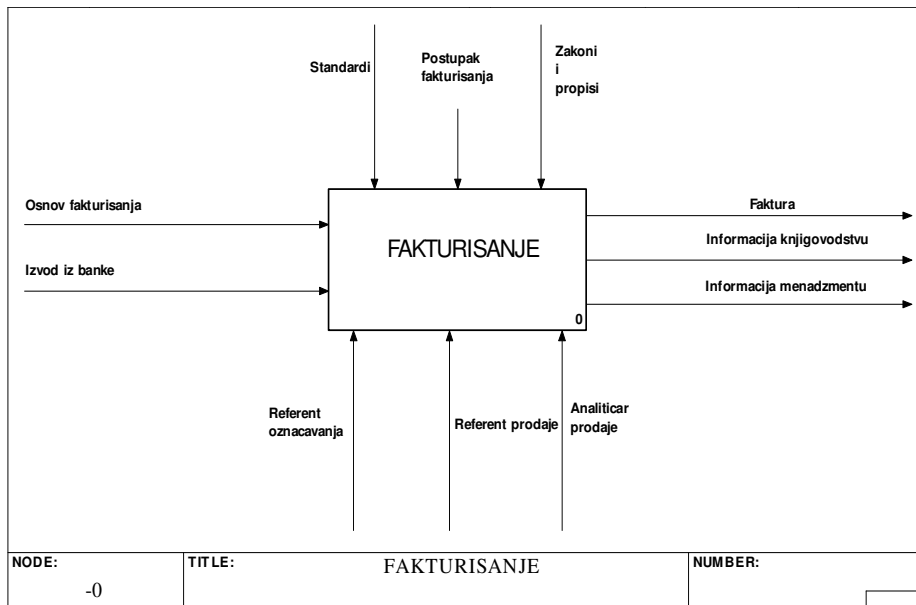 Standardi
Postupak
fakturisanja
Zakoni
i
propisi
Osnov fakturisanja
Izvod iz banke
FAKTURISANJE
0
Faktura
Informacija knjigovodstvu
Informacija menadzmentu
Referent
oznacavanja
Referent prodaje
Analiticar
prodaje
NODE:
-0
TITLE:
FAKTURISANJE
NUMBER: